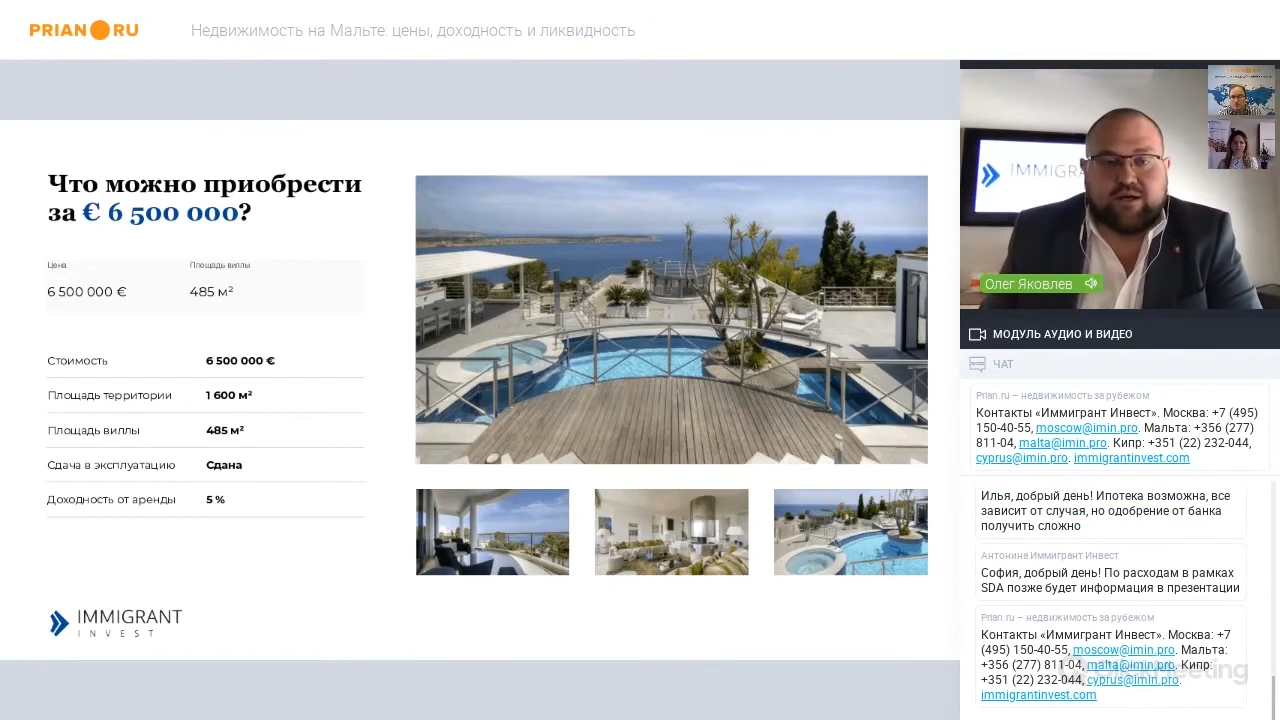 PRIAN RU
Недвижимость на Мальте: цены, доходность и ликвидность
Что можно приобрести
за € 6 500 000?
Цена
Площадь виллы
6 500 000 €
485 м²
Стоимость 6 500 000 €
Площадь территории 1 600 м²
Площадь виллы 485 м²
Сдача в эксплуатацию Сдана
Доходность от аренды 5 %
IMMIGRANT
INVEST
IMMIGRA
Олег Яковлев
МОДУЛЬ АУДИО И ВИДЕО
ЧАТ
Prian.ru – недвижимость за рубежом
Контакты «Иммигрант Инвест». Москва: +7 (495)
150-40-55, moscow@imin.pro. Мальта: +356 (277)
811-04, malta@imin.pro. Кипр: +351 (22) 232-044,
cyprus@imin.pro. immigrantinvest.com
Илья, добрый день! Ипотека возможна, все
зависит от случая, но одобрение от банка
получить сложно
Антонина Иммигрант Инвест
София, добрый день! По расходам в рамках
SDA позже будет информация в презентации
Prian.ru – недвижимость за рубежом
Контакты «Иммигрант Инвест». Москва: +7
(495) 150-40-55, moscow@imin.pro. Мальта:
+356 (277) 811-04, malta@imin.pro. Кипр:
+351 (22) 232-044, cyprus@imin.pro.
immigrantinvest.com